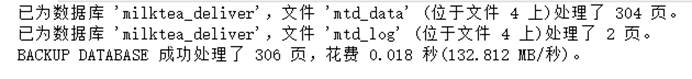 已为数据库 'milktea_deliver'，文件 'mtd_data' (位于文件 4 上)处理了 304 页。
已为数据库 'milktea_deliver'，文件 'mtd_log' (位于文件 4 上)处理了 2 页。
BACKUP DATABASE 成功处理了 306 页，花费 0.018 秒(132.812 MB/秒)。